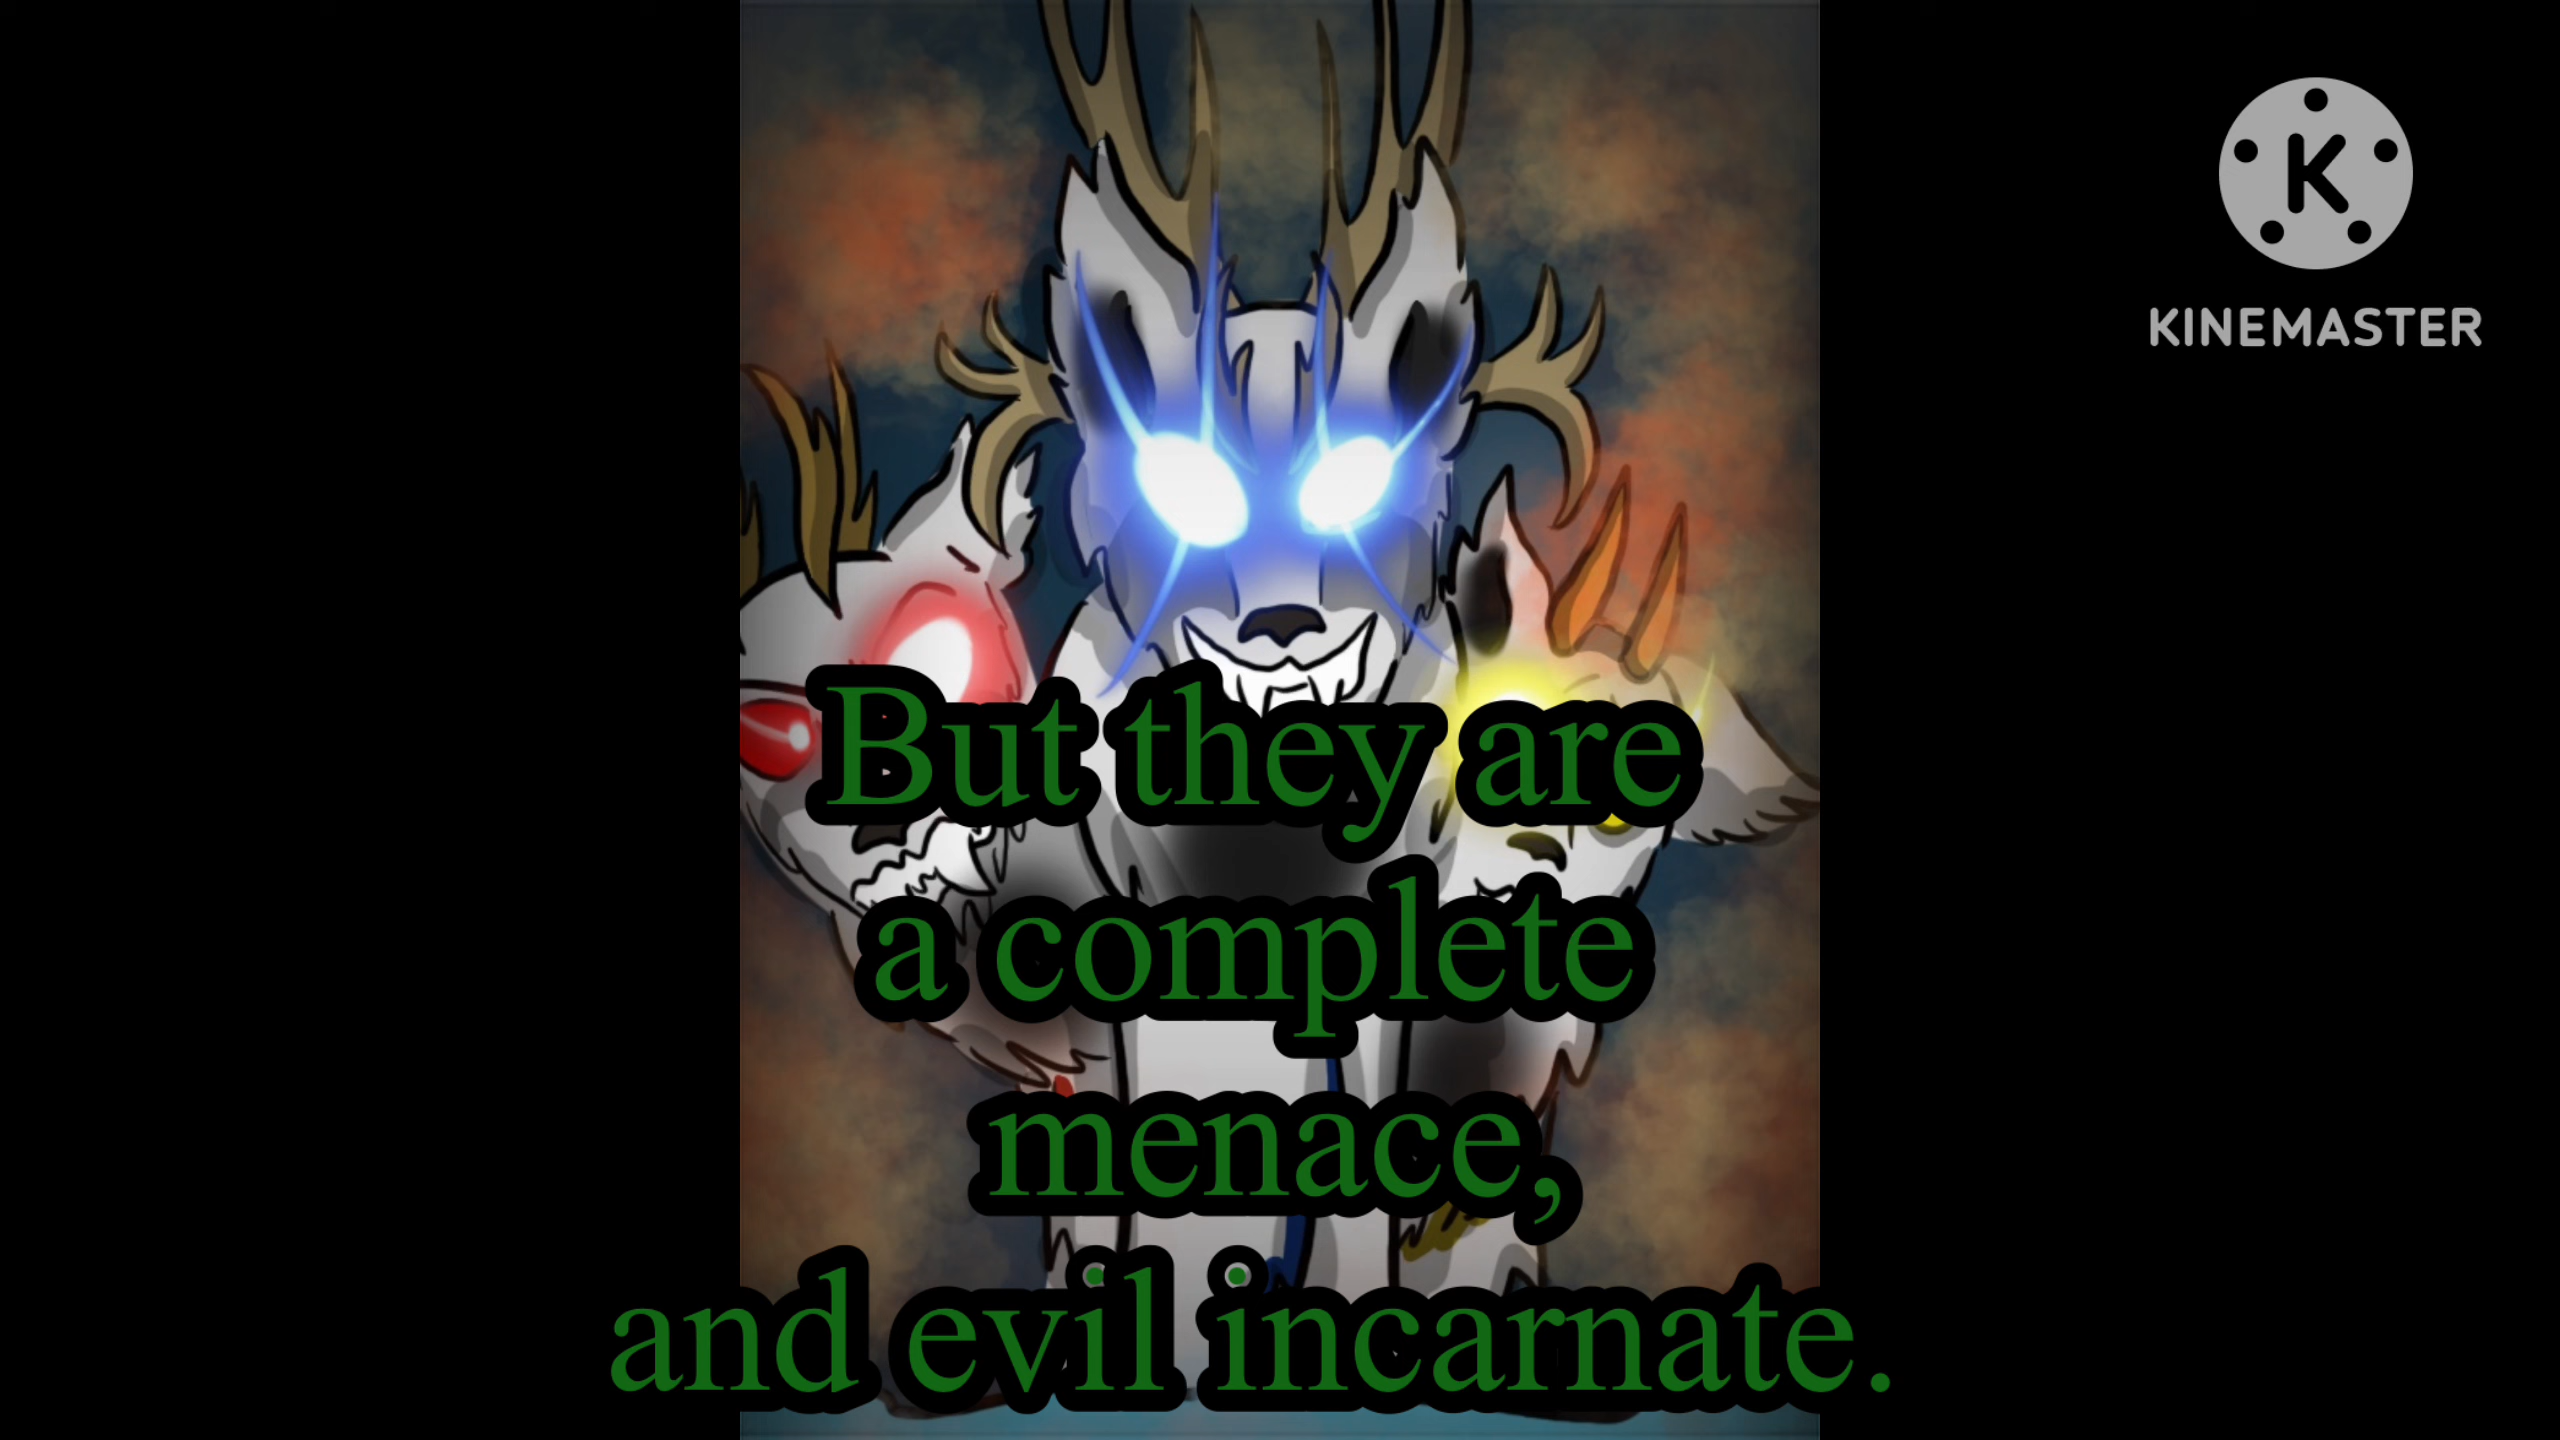 K
KINEMASTER
But they are
a complete
menace,
and evil incarnate.